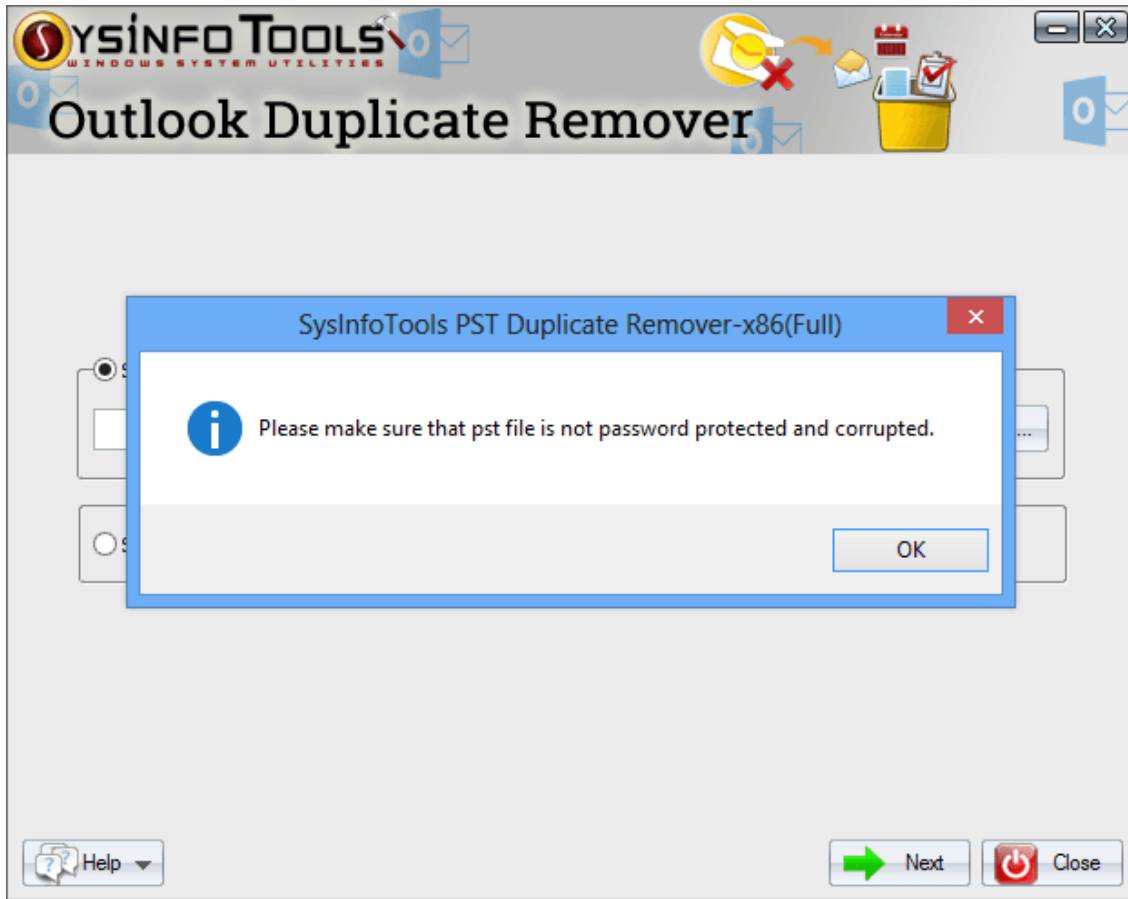 SYSINFO TOOLS
WINDOWS SYSTEM UTILITIES
Outlook Duplicate Remover
SysInfoTools PST Duplicate Remover-x86(Full)
Please make sure that pst file is not password protected and corrupted.
...
OK
Help
Next
Close